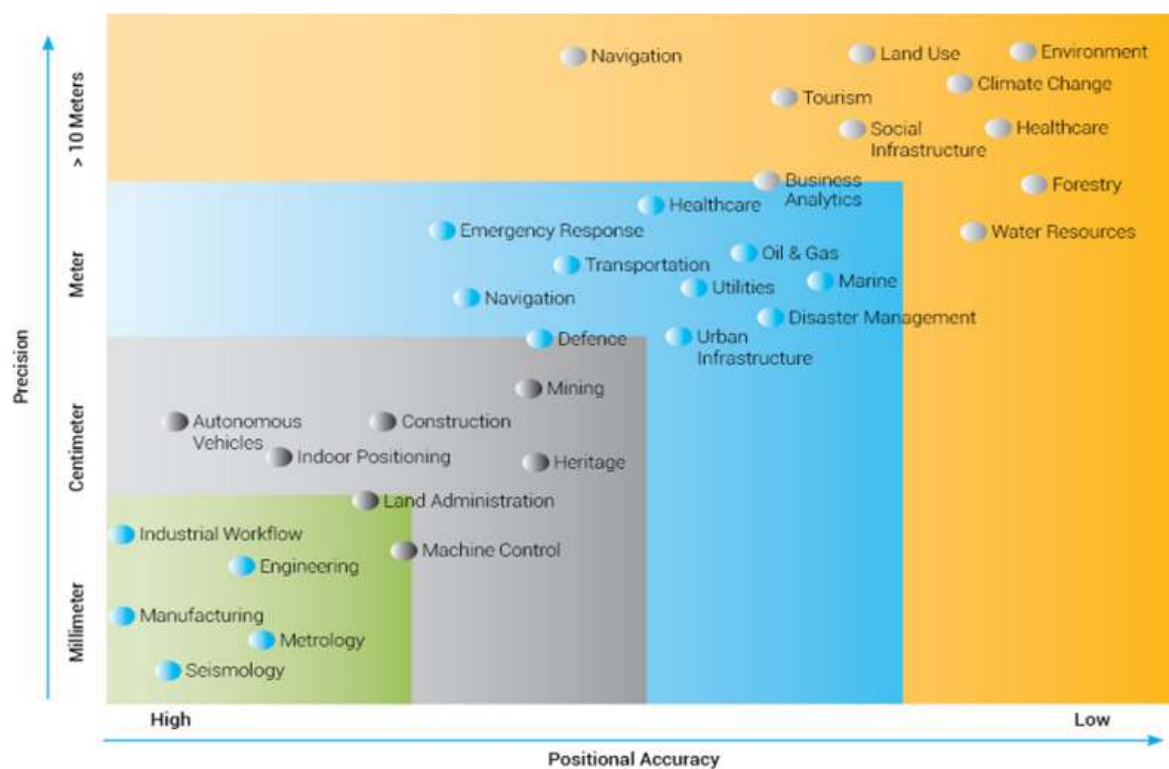 Navigation
Land Use
Environment
Climate Change
Tourism
Social
Infrastructure
Healthcare
Business
Analytics
Forestry
Healthcare
Emergency Response
Water Resources
Oil & Gas
Transportation
Marine
Utilities
Navigation
Disaster Management
Defence
Urban
Infrastructure
Mining
Autonomous
Vehicles
Construction
Indoor Positioning
Heritage
Land Administration
Industrial Workflow
Machine Control
Engineering
Manufacturing
Metrology
Seismology
> 10 Meters
Meter
Centimeter
Millimeter
Precision
High
Low
Positional Accuracy